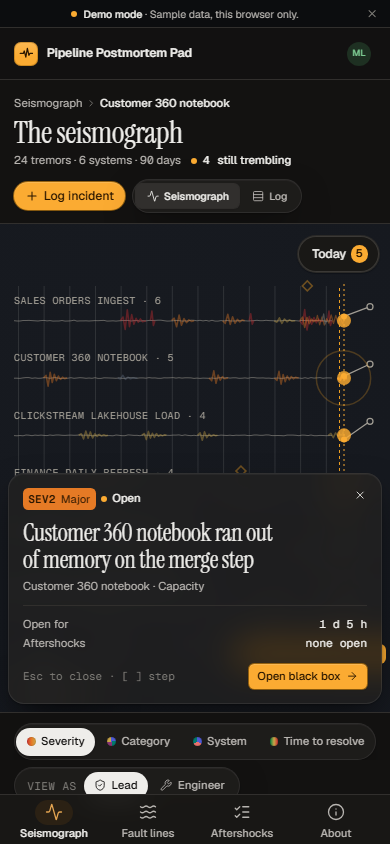 Demo mode · Sample data, this browser only.
Pipeline Postmortem Pad
ML
Seismograph > Customer 360 notebook
The seismograph
24 tremors · 6 systems · 90 days 4 still trembling
+ Log incident
Seismograph
Log
Today 5
SALES ORDERS INGEST · 6
CUSTOMER 360 NOTEBOOK · 5
CLICKSTREAM LAKEHOUSE LOAD · 4
FINANCE DAILY REFRESH · 4
SEV2 Major Open
Customer 360 notebook ran out
of memory on the merge step
Customer 360 notebook · Capacity
Open for 1 d 5 h
Aftershocks none open
Esc to close · [ ] step
Open black box →
Severity
Category
System
Time to resolve
VIEW AS
Lead
Engineer
Seismograph
Fault lines
Aftershocks
About